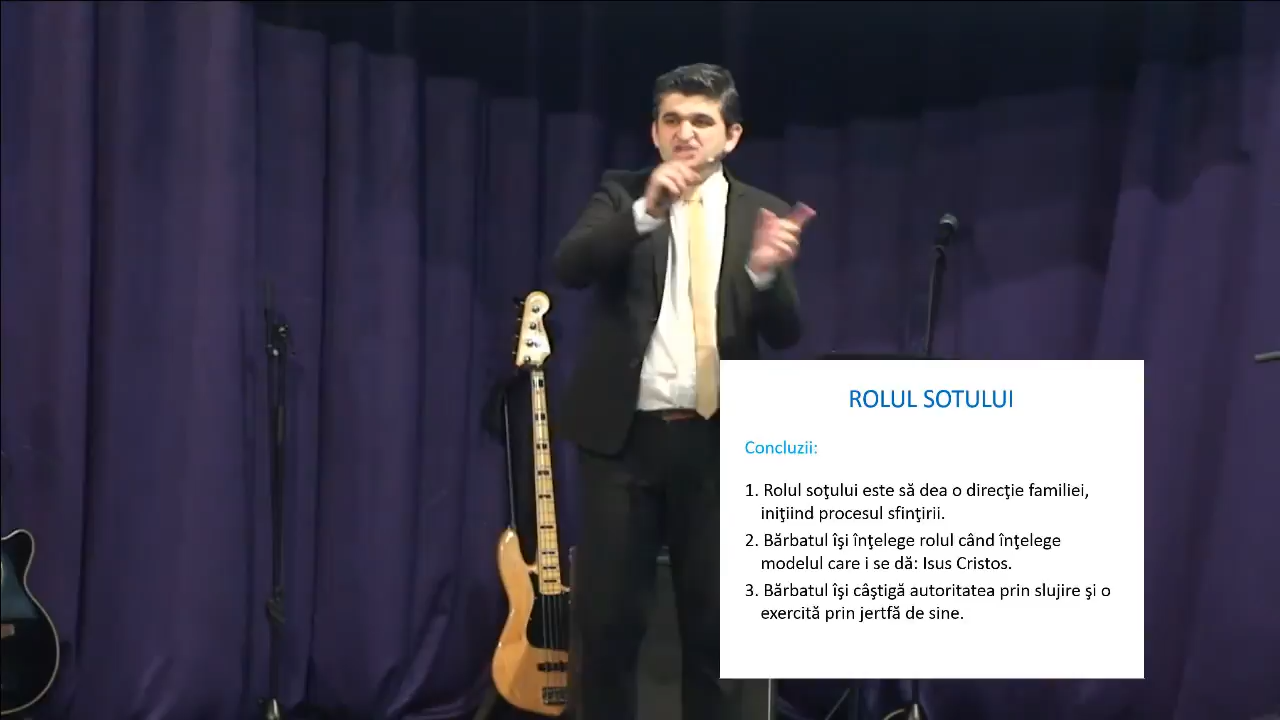 ROLUL SOTULUI
Concluzii:
1. Rolul soţului este să dea o direcţie familiei,
iniţiind procesul sfinţirii.
2. Bărbatul îşi înţelege rolul când înţelege
modelul care i se dă: Isus Cristos.
3. Bărbatul îşi câştigă autoritatea prin slujire şi o
exercită prin jertfă de sine.